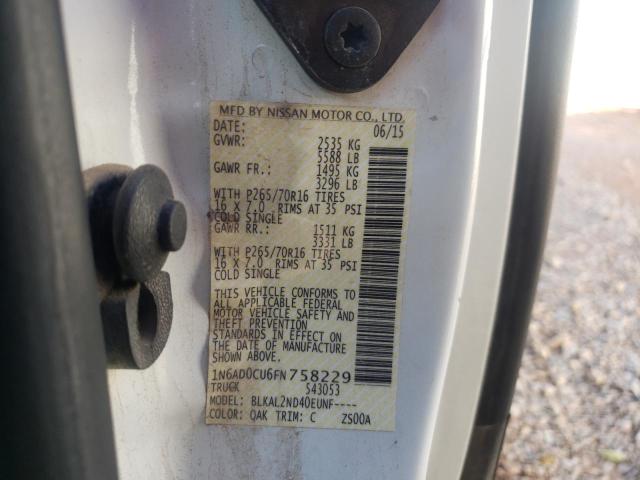 MFD BY NISSAN MOTOR CO., LTD.
DATE: 06/15
GVWR: 2535 KG
5588 LB
GAWR FR.: 1495 KG
3296 LB
WITH P265/70R16 TIRES
16 X 7.0 RIMS AT 35 PSI
COLD SINGLE
GAWR RR.: 1511 KG
3331 LB
WITH P265/70R16 TIRES
16 X 7.0 RIMS AT 35 PSI
COLD SINGLE
THIS VEHICLE CONFORMS TO
ALL APPLICABLE FEDERAL
MOTOR VEHICLE SAFETY AND
THEFT PREVENTION
STANDARDS IN EFFECT ON
THE DATE OF MANUFACTURE
SHOWN ABOVE.
1N6AD0CU6FN758229
TRUCK S43053
MODEL: BLKAL2ND40EUNF----
COLOR: QAK TRIM: C ZS00A